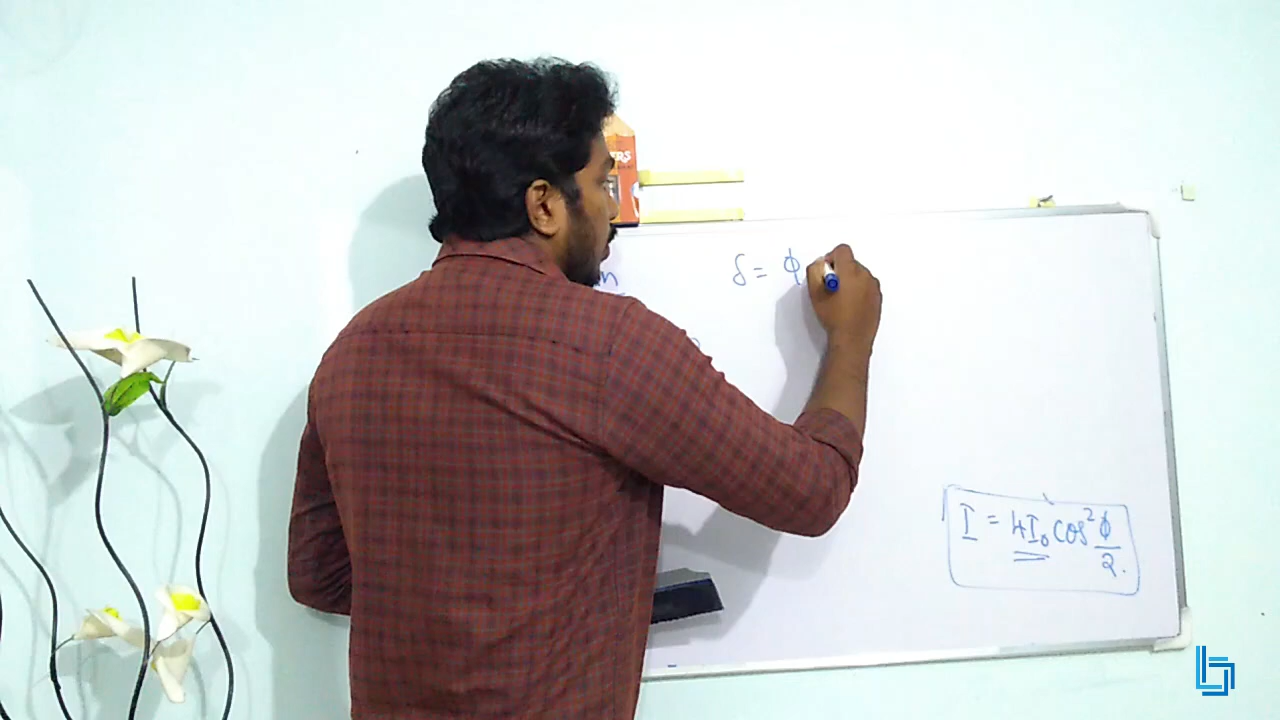 δ = φ
I = 4I₀ cos² φ/2.